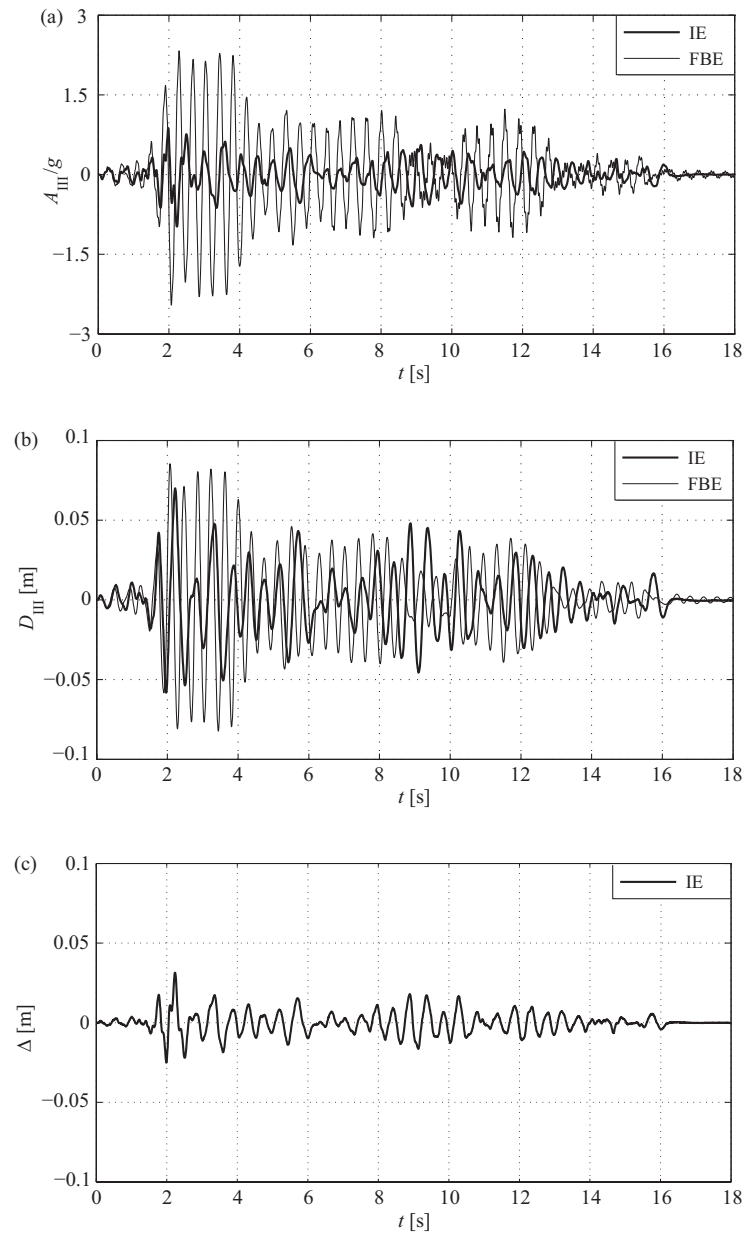 (a)
3
1.5
0
−1.5
−3
A_III/g
IE
FBE
0 2 4 6 8 10 12 14 16 18
t [s]
(b)
0.1
0.05
0
−0.05
−0.1
D_III [m]
IE
FBE
0 2 4 6 8 10 12 14 16 18
t [s]
(c)
0.1
0.05
0
−0.05
−0.1
Δ [m]
IE
0 2 4 6 8 10 12 14 16 18
t [s]